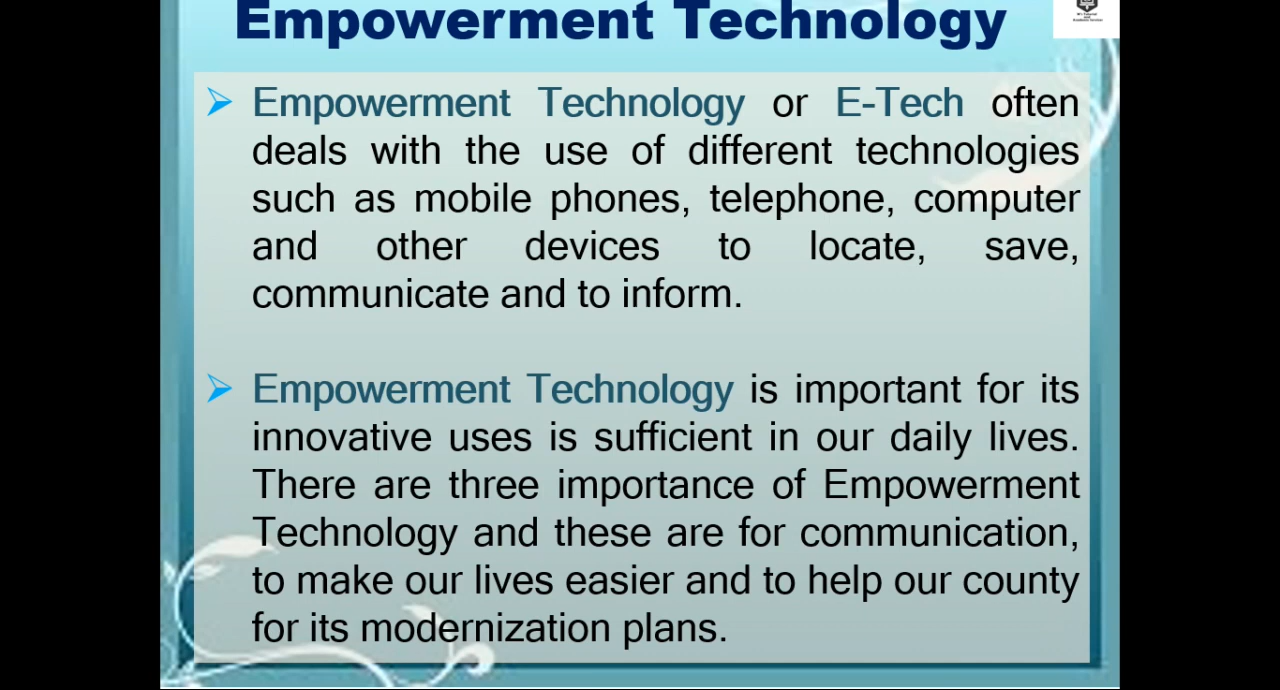 Empowerment Technology
Empowerment Technology or E-Tech often
deals with the use of different technologies
such as mobile phones, telephone, computer
and other devices to locate, save,
communicate and to inform.
Empowerment Technology is important for its
innovative uses is sufficient in our daily lives.
There are three importance of Empowerment
Technology and these are for communication,
to make our lives easier and to help our county
for its modernization plans.